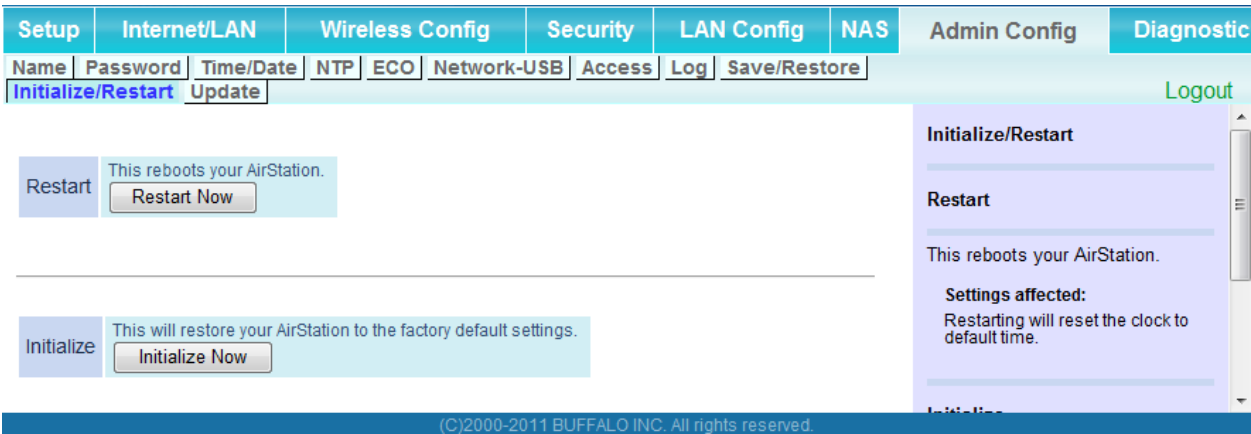 Setup Internet/LAN Wireless Config Security LAN Config NAS Admin Config Diagnostic
Name Password Time/Date NTP ECO Network-USB Access Log Save/Restore
Initialize/Restart Update
Logout
Restart
This reboots your AirStation.
Restart Now
Initialize
This will restore your AirStation to the factory default settings.
Initialize Now
Initialize/Restart
Restart
This reboots your AirStation.
Settings affected:
Restarting will reset the clock to
default time.
(C)2000-2011 BUFFALO INC. All rights reserved.